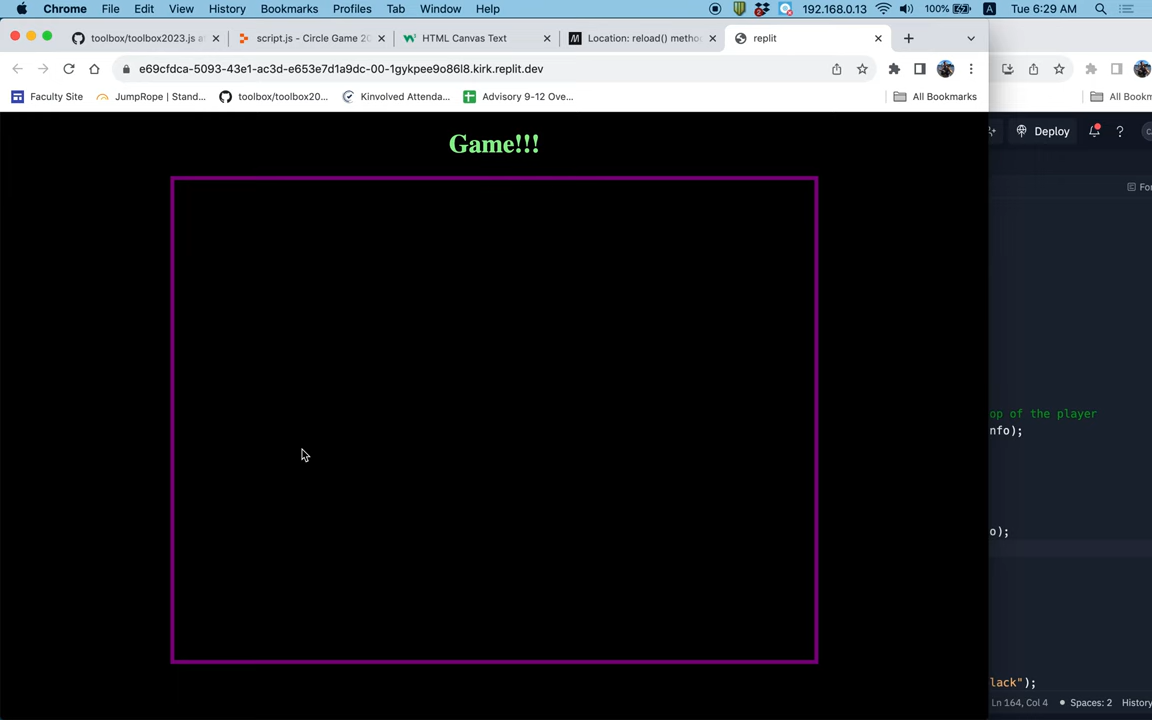 Chrome File Edit View History Bookmarks Profiles Tab Window Help 192.168.0.13 100% Tue 6:29 AM
toolbox/toolbox2023.js a script.js - Circle Game 20 HTML Canvas Text Location: reload() metho replit
e69cfdca-5093-43e1-ac3d-e653e7d1a9dc-00-1gykpee9o86l8.kirk.replit.dev
Faculty Site JumpRope | Stand... toolbox/toolbox20... Kinvolved Attenda... Advisory 9-12 Ove... All Bookmarks All Bookm
Deploy
Game!!!
For
op of the player
nfo);
o);
lack");
Ln 164, Col 4 Spaces: 2 History